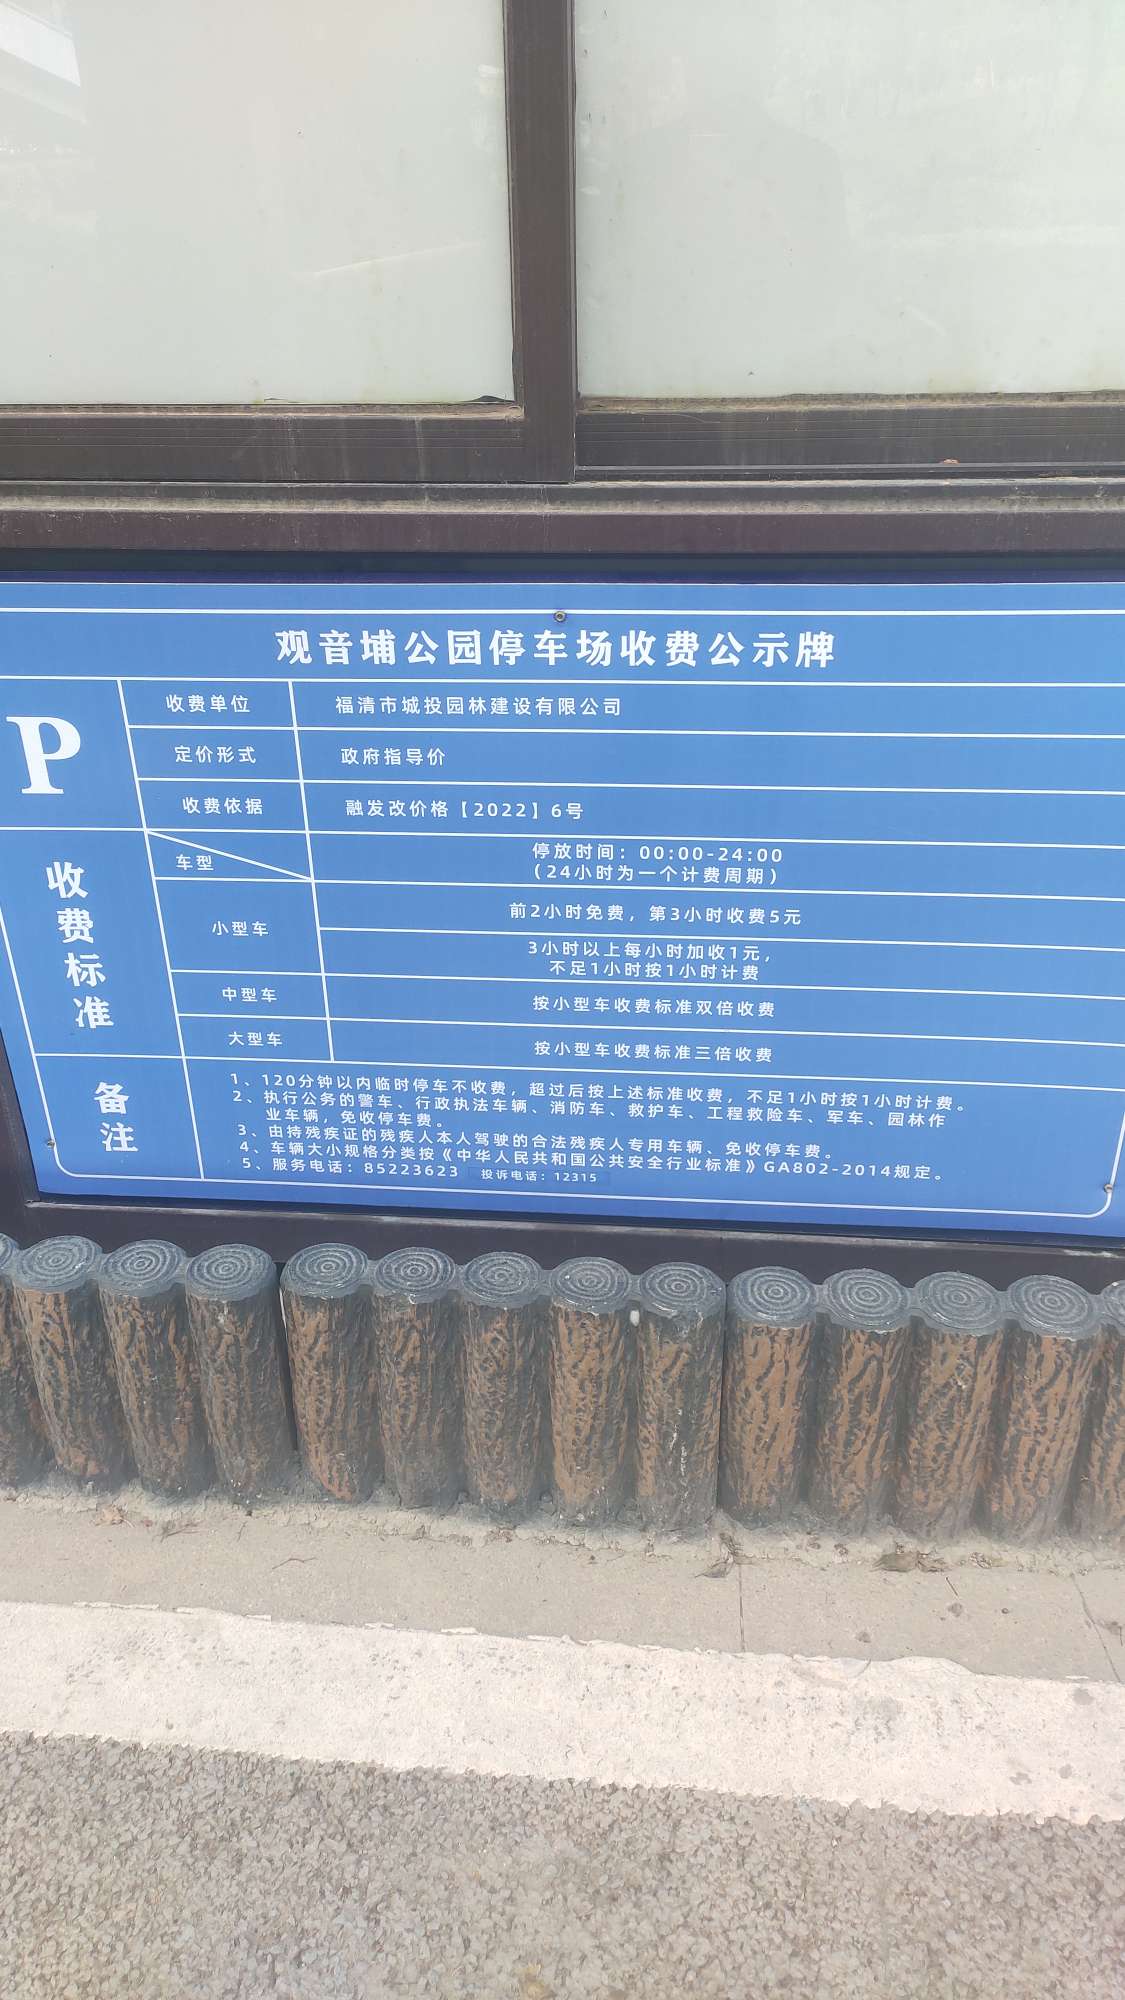 观音埔公园停车场收费公示牌
P
收费单位 福清市城投园林建设有限公司
定价形式 政府指导价
收费依据 融发改价格【2022】6号
收费标准
车型
停放时间：00:00-24:00
（24小时为一个计费周期）
小型车
前2小时免费，第3小时收费5元
3小时以上每小时加收1元，
不足1小时按1小时计费
中型车 按小型车收费标准双倍收费
大型车 按小型车收费标准三倍收费
备注
1、120分钟以内临时停车不收费，超过后按上述标准收费，不足1小时按1小时计费。
2、执行公务的警车、行政执法车辆、消防车、救护车、工程救险车、军车、园林作
业车辆，免收停车费。
3、由持残疾证的残疾人本人驾驶的合法残疾人专用车辆、免收停车费。
4、车辆大小规格分类按《中华人民共和国公共安全行业标准》GA802-2014规定。
5、服务电话：85223623 投诉电话：12315